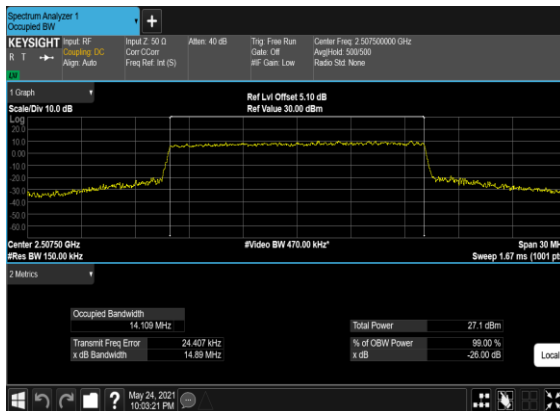 Spectrum Analyzer 1
Occupied BW
KEYSIGHT Input: RF Input Z: 50 Ω Atten: 40 dB Trig: Free Run Center Freq: 2.507500000 GHz
R T Coupling: DC Corr CCorr Gate: Off Avg|Hold: 500/500
Align: Auto Freq Ref: Int (S) #IF Gain: Low Radio Std: None
1 Graph
Ref Lvl Offset 5.10 dB
Scale/Div 10.0 dB Ref Value 30.00 dBm
Log
20.0
10.0
0.00
-10.0
-20.0
-30.0
-40.0
-50.0
-60.0
Center 2.50750 GHz #Video BW 470.00 kHz* Span 30 MH
#Res BW 150.00 kHz Sweep 1.67 ms (1001 pts
2 Metrics
Occupied Bandwidth
14.109 MHz Total Power 27.1 dBm
Transmit Freq Error 24.407 kHz % of OBW Power 99.00 %
x dB Bandwidth 14.89 MHz x dB -26.00 dB
Local
May 24, 2021
10:03:21 PM